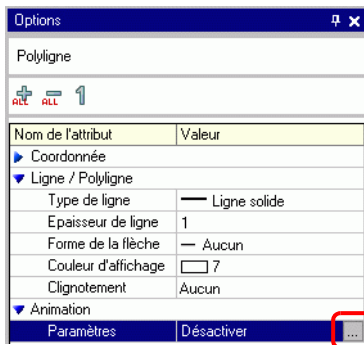 Options
Polyligne
ALL ALL 1
Nom de l'attribut Valeur
Coordonnée
Ligne / Polyligne
Type de ligne Ligne solide
Epaisseur de ligne 1
Forme de la flèche Aucun
Couleur d'affichage 7
Clignotement Aucun
Animation
Paramètres Désactiver ...